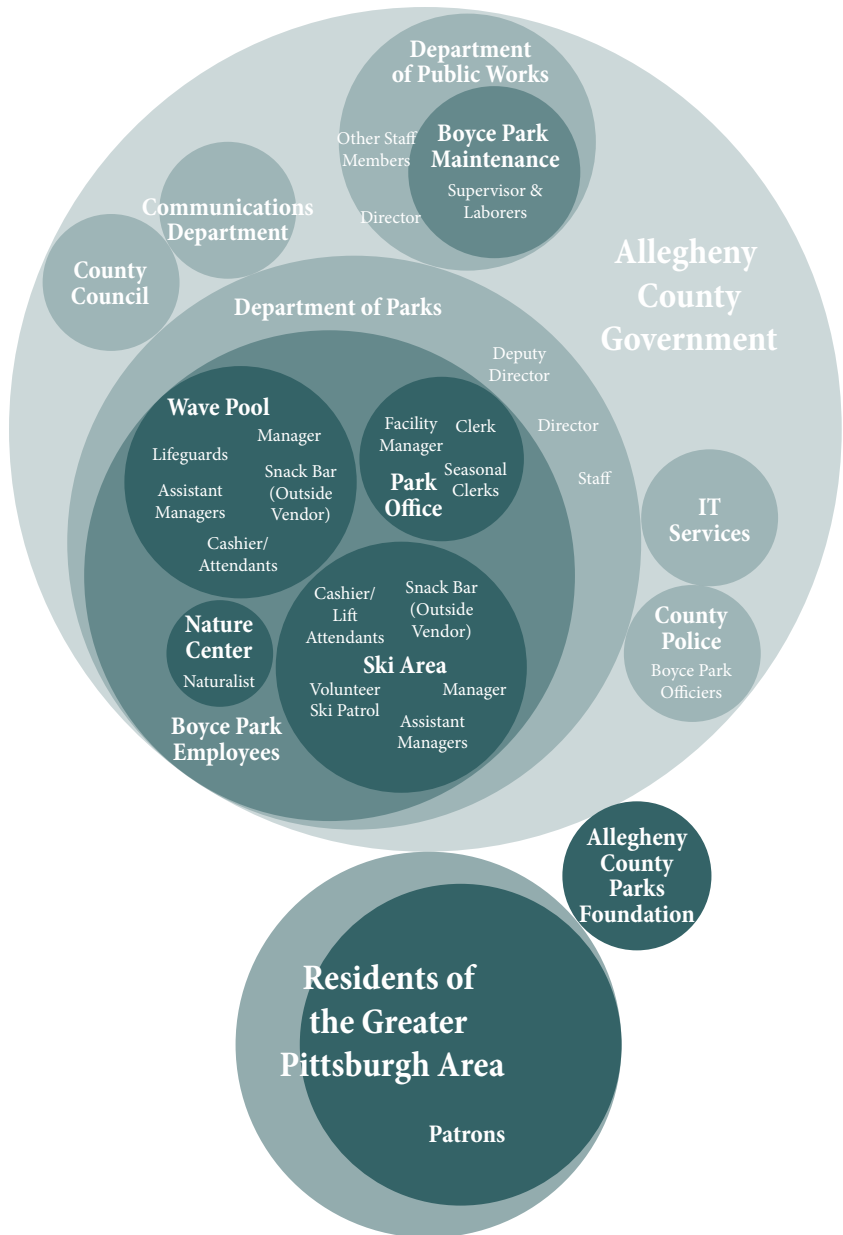 Department
of Public Works
Other Staff
Members
Director
Boyce Park
Maintenance
Supervisor &
Laborers
Communications
Department
County
Council
Allegheny
County
Government
Department of Parks
Deputy
Director
Director
Staff
Wave Pool
Manager
Lifeguards
Snack Bar
(Outside
Vendor)
Assistant
Managers
Cashier/
Attendants
Facility
Manager
Clerk
Seasonal
Clerks
Park
Office
IT
Services
County
Police
Boyce Park
Officiers
Nature
Center
Naturalist
Cashier/
Lift
Attendants
Snack Bar
(Outside
Vendor)
Ski Area
Volunteer
Ski Patrol
Manager
Assistant
Managers
Boyce Park
Employees
Allegheny
County
Parks
Foundation
Residents of
the Greater
Pittsburgh Area
Patrons